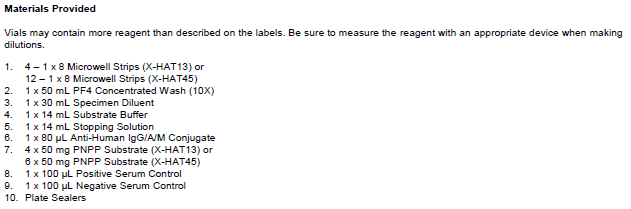 Materials Provided
Vials may contain more reagent than described on the labels. Be sure to measure the reagent with an appropriate device when making
dilutions.
1. 4 – 1 x 8 Microwell Strips (X-HAT13) or
12 – 1 x 8 Microwell Strips (X-HAT45)
2. 1 x 50 mL PF4 Concentrated Wash (10X)
3. 1 x 30 mL Specimen Diluent
4. 1 x 14 mL Substrate Buffer
5. 1 x 14 mL Stopping Solution
6. 1 x 80 µL Anti-Human IgG/A/M Conjugate
7. 4 x 50 mg PNPP Substrate (X-HAT13) or
6 x 50 mg PNPP Substrate (X-HAT45)
8. 1 x 100 µL Positive Serum Control
9. 1 x 100 µL Negative Serum Control
10. Plate Sealers